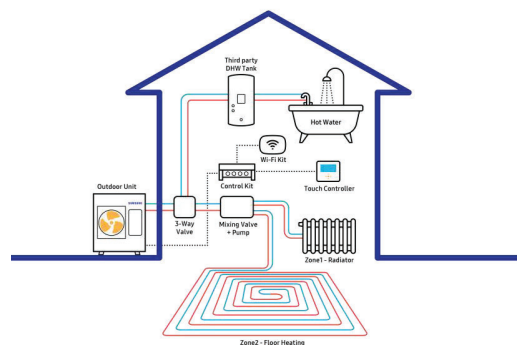 Third party
DHW Tank
Hot Water
Wi-Fi Kit
Control Kit
Touch Controller
Outdoor Unit
SAMSUNG
3-Way
Valve
Mixing Valve
+ Pump
Zone1 - Radiator
Zone2 - Floor Heating